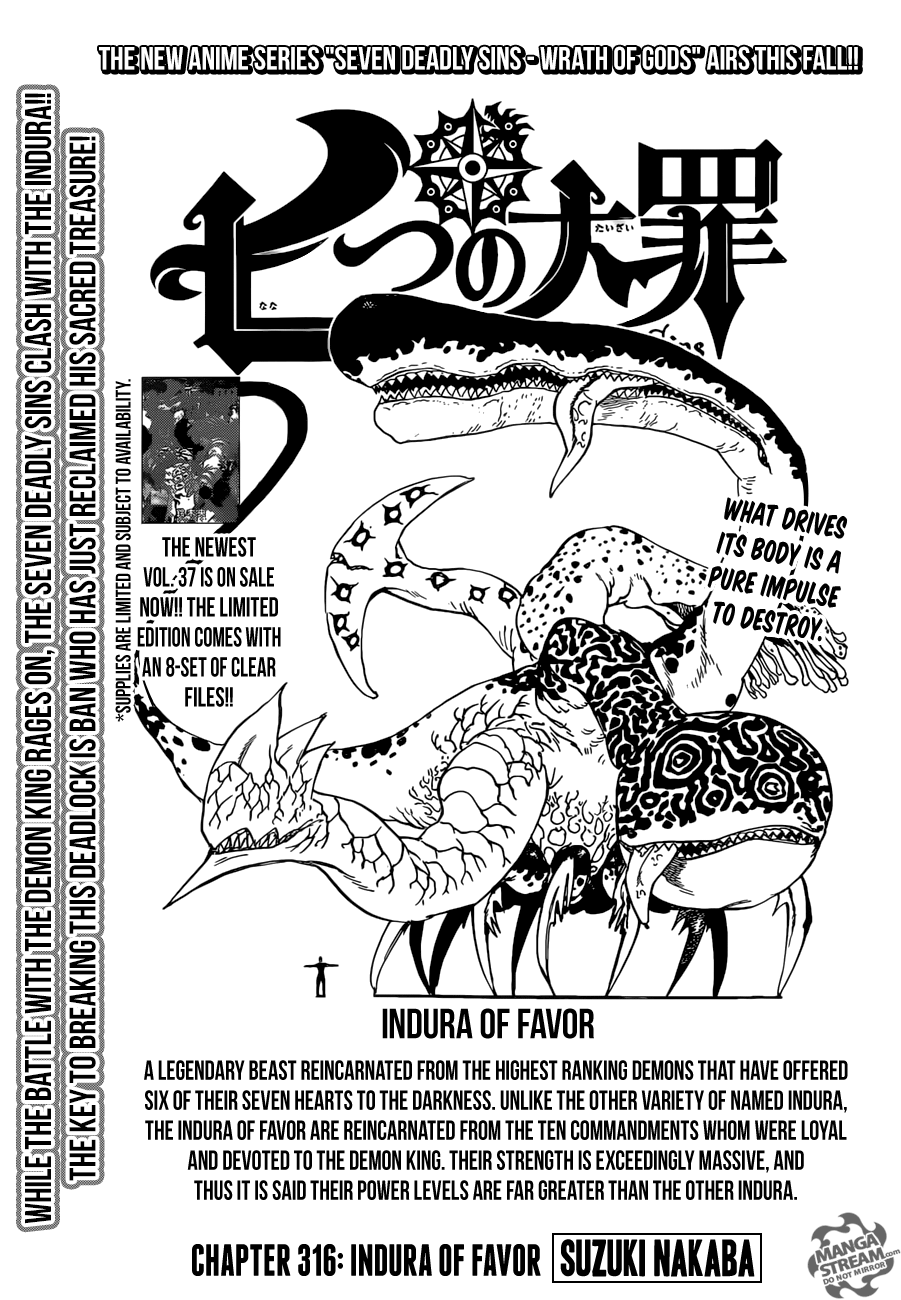 THE NEW ANIME SERIES "SEVEN DEADLY SINS - WRATH OF GODS" AIRS THIS FALL!!
WHILE THE BATTLE WITH THE DEMON KING RAGES ON, THE SEVEN DEADLY SINS CLASH WITH THE INDURA!!
THE KEY TO BREAKING THIS DEADLOCK IS BAN WHO HAS JUST RECLAIMED HIS SACRED TREASURE!
七つの大罪
なな
たいざい
*SUPPLIES ARE LIMITED AND SUBJECT TO AVAILABILITY.
THE NEWEST
VOL. 37 IS ON SALE
NOW!! THE LIMITED
EDITION COMES WITH
AN 8-SET OF CLEAR
FILES!!
WHAT DRIVES
ITS BODY IS A
PURE IMPULSE
TO DESTROY.
INDURA OF FAVOR
A LEGENDARY BEAST REINCARNATED FROM THE HIGHEST RANKING DEMONS THAT HAVE OFFERED
SIX OF THEIR SEVEN HEARTS TO THE DARKNESS. UNLIKE THE OTHER VARIETY OF NAMED INDURA,
THE INDURA OF FAVOR ARE REINCARNATED FROM THE TEN COMMANDMENTS WHOM WERE LOYAL
AND DEVOTED TO THE DEMON KING. THEIR STRENGTH IS EXCEEDINGLY MASSIVE, AND
THUS IT IS SAID THEIR POWER LEVELS ARE FAR GREATER THAN THE OTHER INDURA.
CHAPTER 316: INDURA OF FAVOR SUZUKI NAKABA
MANGA
STREAM.com
DO NOT MIRROR